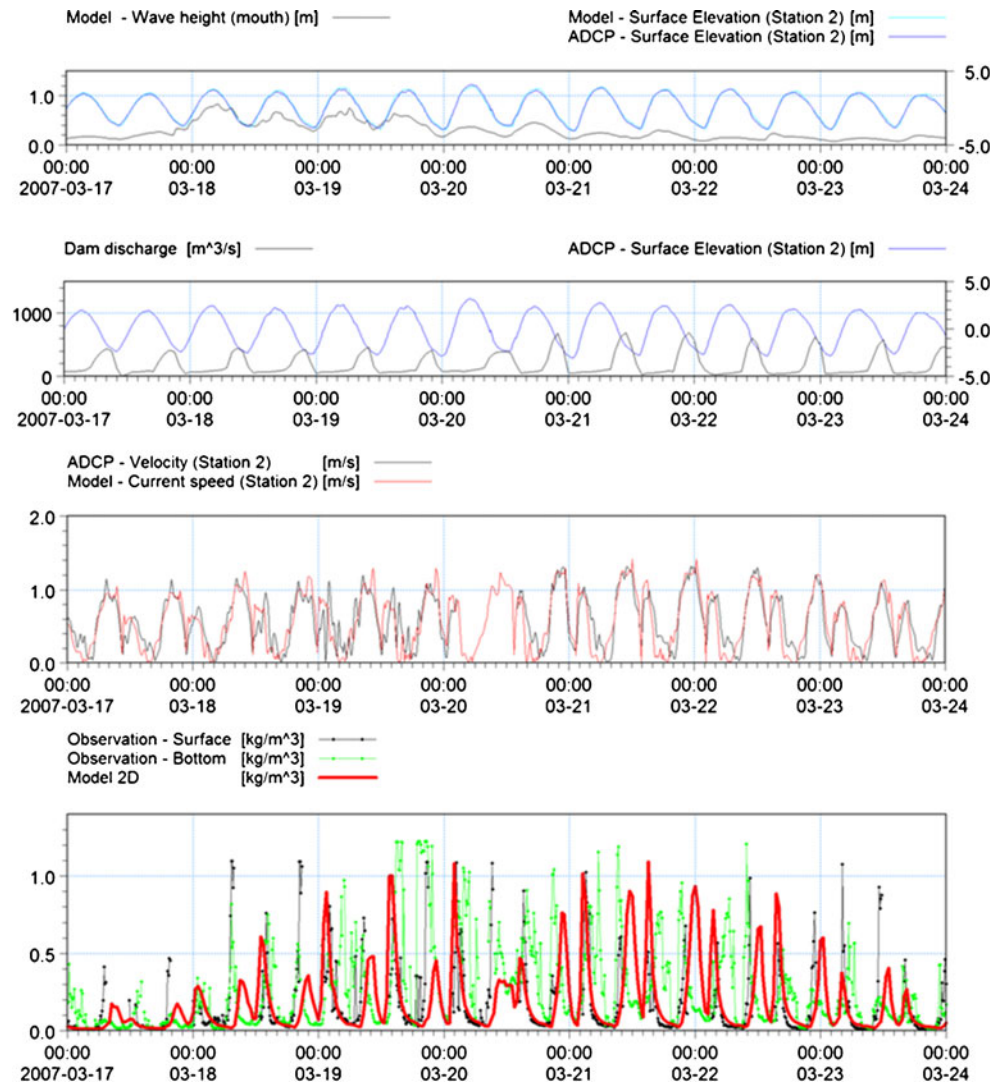 Model - Wave height (mouth) [m]
Model - Surface Elevation (Station 2) [m]
ADCP - Surface Elevation (Station 2) [m]
5.0
1.0
0.0
-5.0
00:00 00:00 00:00 00:00 00:00 00:00 00:00 00:00
2007-03-17 03-18 03-19 03-20 03-21 03-22 03-23 03-24
Dam discharge [m^3/s]
ADCP - Surface Elevation (Station 2) [m]
5.0
1000
0.0
0
-5.0
00:00 00:00 00:00 00:00 00:00 00:00 00:00 00:00
2007-03-17 03-18 03-19 03-20 03-21 03-22 03-23 03-24
ADCP - Velocity (Station 2) [m/s]
Model - Current speed (Station 2) [m/s]
2.0
1.0
0.0
00:00 00:00 00:00 00:00 00:00 00:00 00:00 00:00
2007-03-17 03-18 03-19 03-20 03-21 03-22 03-23 03-24
Observation - Surface [kg/m^3]
Observation - Bottom [kg/m^3]
Model 2D [kg/m^3]
1.0
0.5
0.0
00:00 00:00 00:00 00:00 00:00 00:00 00:00 00:00
2007-03-17 03-18 03-19 03-20 03-21 03-22 03-23 03-24